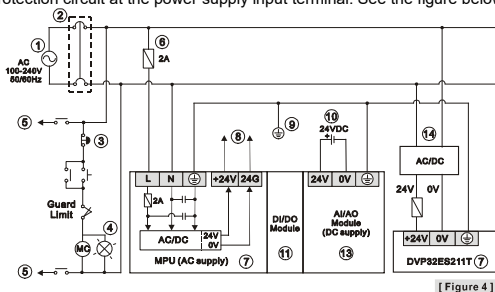 protection circuit at the power supply input terminal. See the figure below
②
①
⑥
AC
100-240V
50/60Hz
2A
⑤
③
⑧
⑨
⑩
24VDC
+
⑭
AC/DC
L N +24V 24G
24V 0V
24V 0V
2A
Guard
Limit
④
MC
AC/DC
24V
0V
MPU (AC supply) ⑦
DI/DO
Module
⑪
AI/AO
Module
(DC supply)
⑬
+24V 0V
DVP32ES211T ⑦
⑤
[ Figure 4 ]